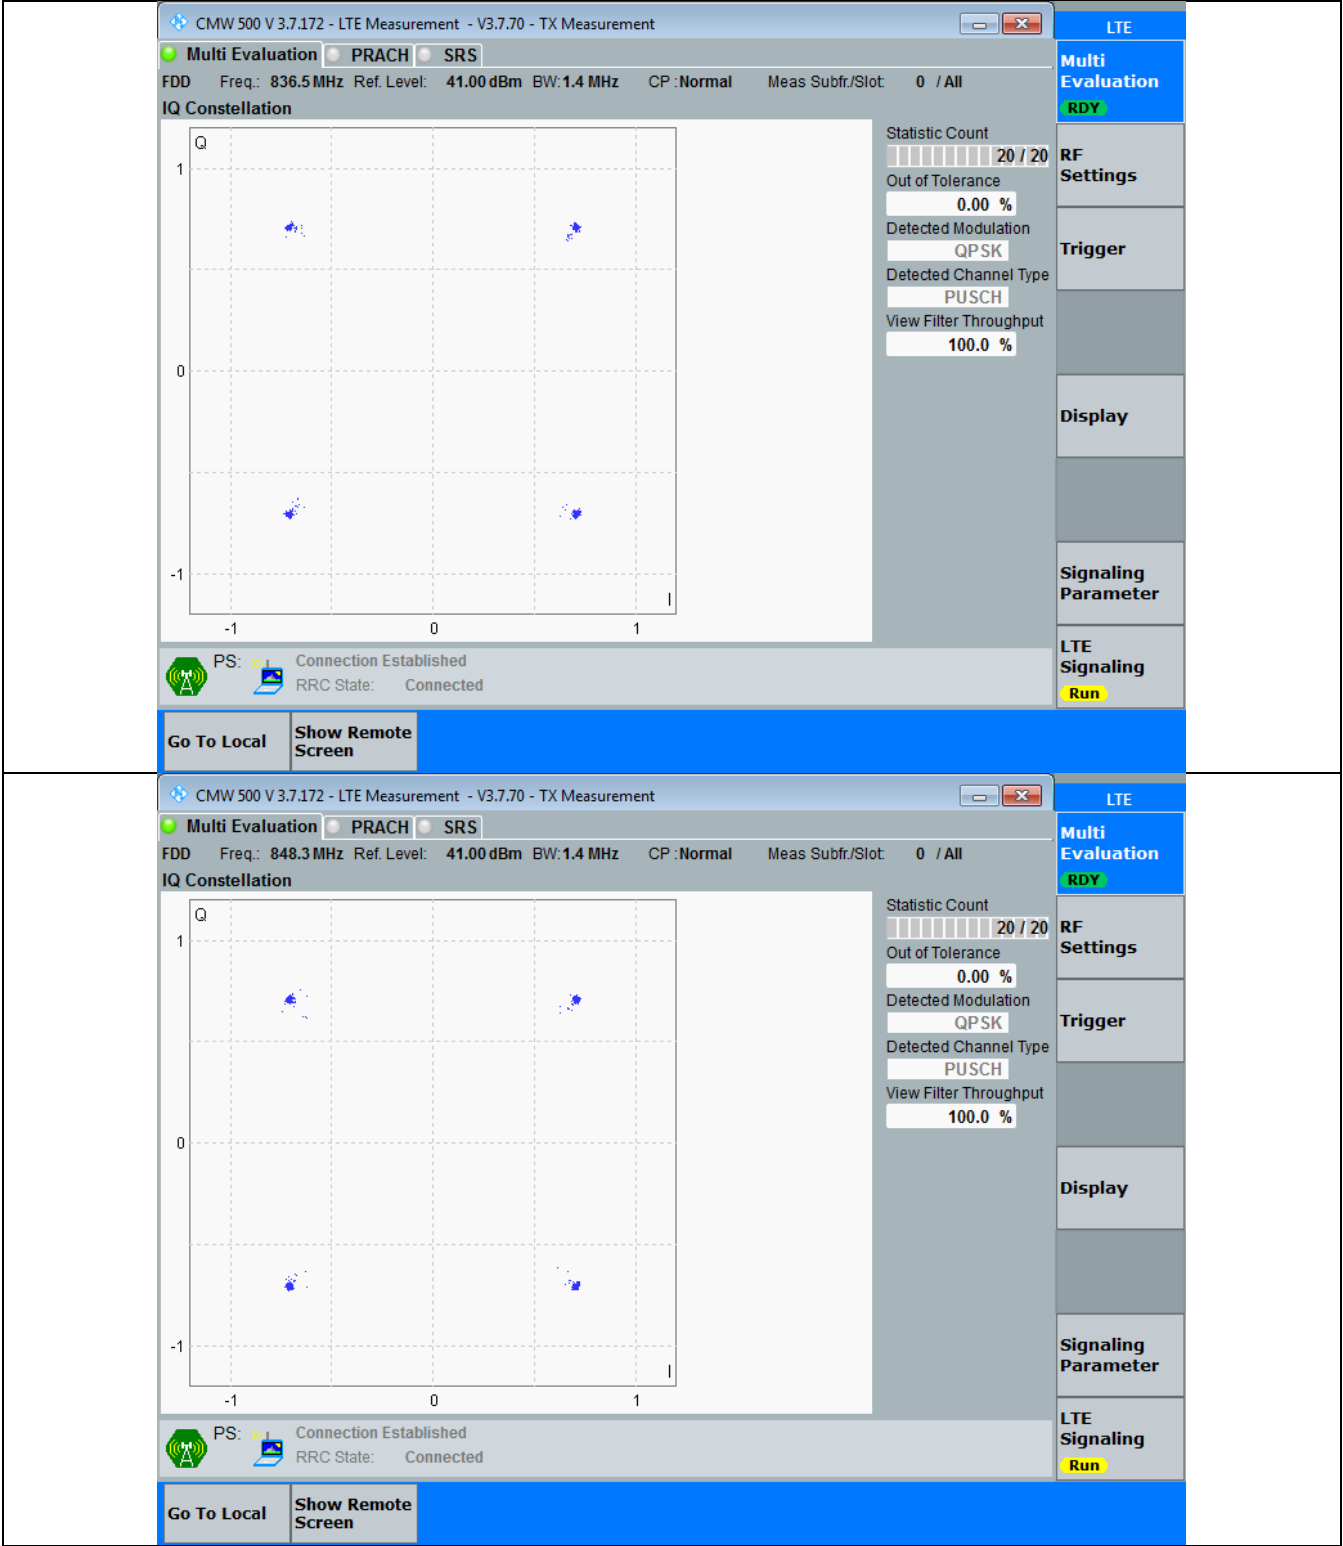 CMW 500 V 3.7.172 - LTE Measurement - V3.7.70 - TX Measurement
LTE
Multi Evaluation PRACH SRS
Multi
Evaluation
RDY
FDD Freq.: 836.5 MHz Ref. Level: 41.00 dBm BW: 1.4 MHz CP : Normal Meas Subfr./Slot: 0 / All
IQ Constellation
Q
1
0
-1
-1 0 1
I
Statistic Count
20 / 20
Out of Tolerance
0.00 %
Detected Modulation
QPSK
Detected Channel Type
PUSCH
View Filter Throughput
100.0 %
RF
Settings
Trigger
Display
Signaling
Parameter
LTE
Signaling
Run
PS: Connection Established
RRC State: Connected
Go To Local
Show Remote
Screen
CMW 500 V 3.7.172 - LTE Measurement - V3.7.70 - TX Measurement
LTE
Multi Evaluation PRACH SRS
Multi
Evaluation
RDY
FDD Freq.: 848.3 MHz Ref. Level: 41.00 dBm BW: 1.4 MHz CP : Normal Meas Subfr./Slot: 0 / All
IQ Constellation
Q
1
0
-1
-1 0 1
I
Statistic Count
20 / 20
Out of Tolerance
0.00 %
Detected Modulation
QPSK
Detected Channel Type
PUSCH
View Filter Throughput
100.0 %
RF
Settings
Trigger
Display
Signaling
Parameter
LTE
Signaling
Run
PS: Connection Established
RRC State: Connected
Go To Local
Show Remote
Screen